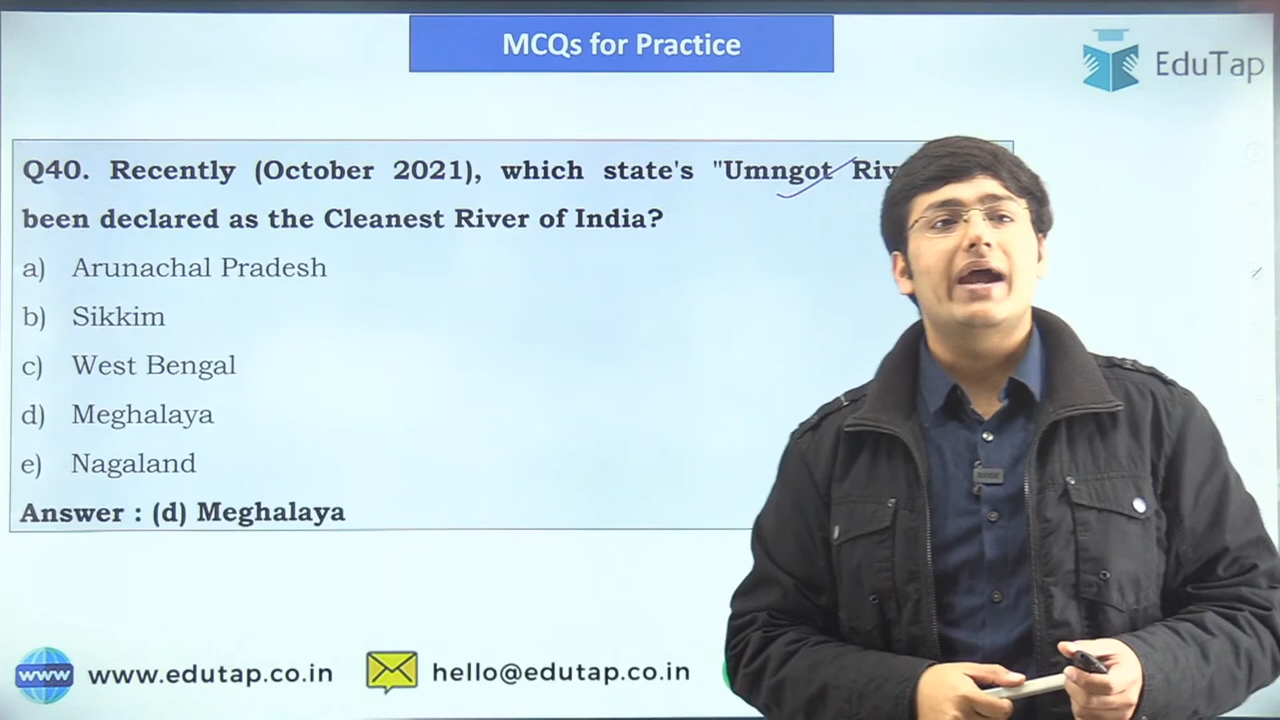 MCQs for Practice
EduTap
Q40. Recently (October 2021), which state's "Umngot
been declared as the Cleanest River of India?
a) Arunachal Pradesh
b) Sikkim
c) West Bengal
d) Meghalaya
e) Nagaland
Answer : (d) Meghalaya
www www.edutap.co.in hello@edutap.co.in